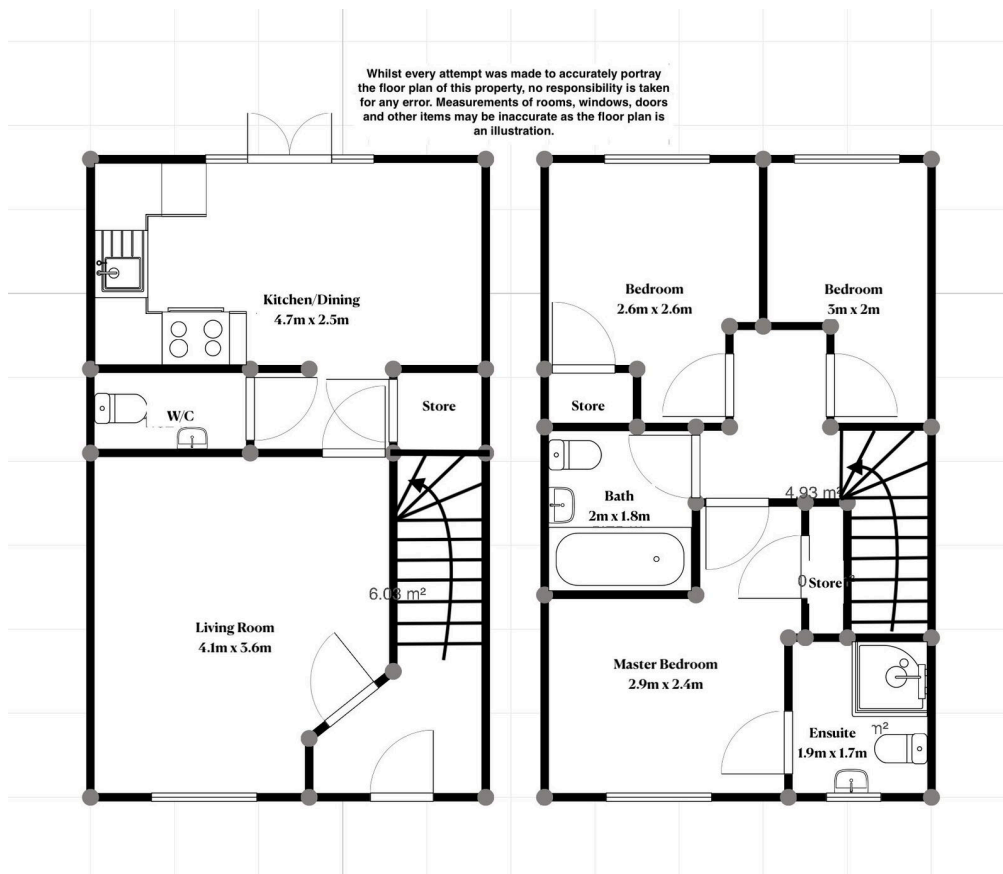 Whilst every attempt was made to accurately portray
the floor plan of this property, no responsibility is taken
for any error. Measurements of rooms, windows, doors
and other items may be inaccurate as the floor plan is
an illustration.
Kitchen/Dining
4.7m x 2.5m
W/C
Store
Living Room
4.1m x 3.6m
6.03 m²
Bedroom
2.6m x 2.6m
Bedroom
3m x 2m
Store
Bath
2m x 1.8m
4.93 m²
Store
Master Bedroom
2.9m x 2.4m
Ensuite
1.9m x 1.7m
m²